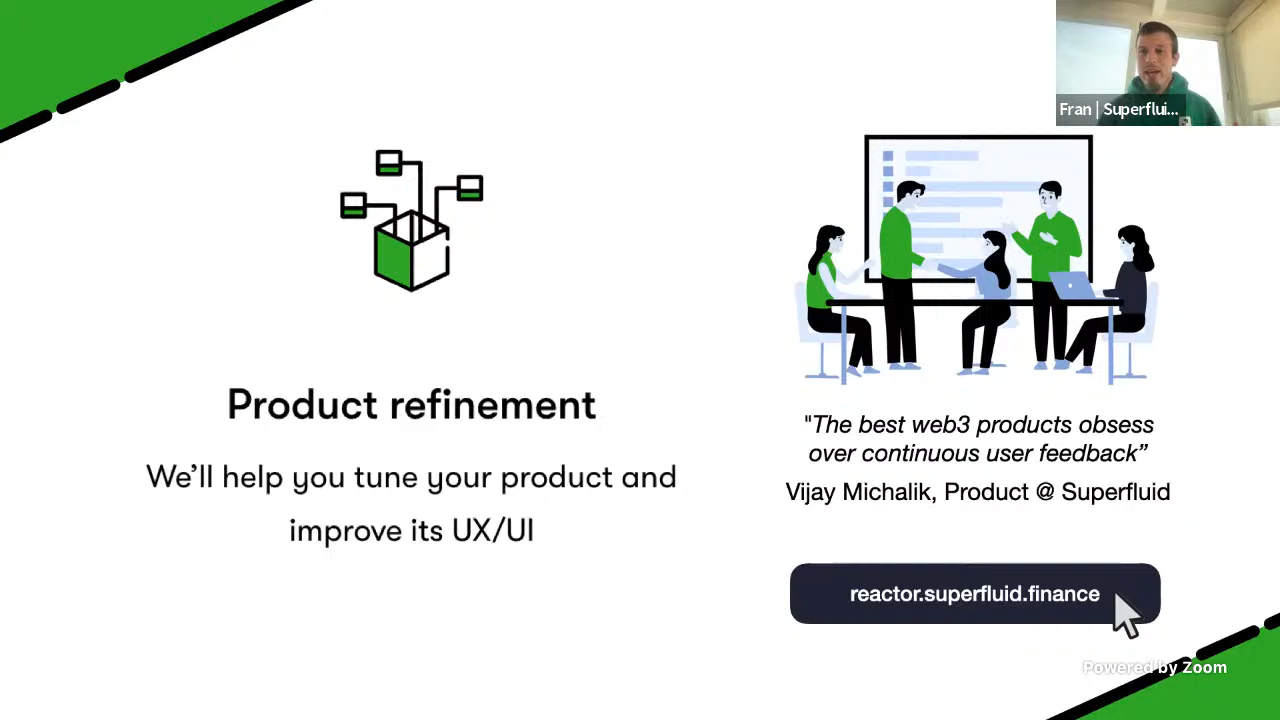 Fran | Superflui...
Product refinement
We'll help you tune your product and
improve its UX/UI
"The best web3 products obsess
over continuous user feedback”
Vijay Michalik, Product @ Superfluid
reactor.superfluid.finance
Powered by Zoom